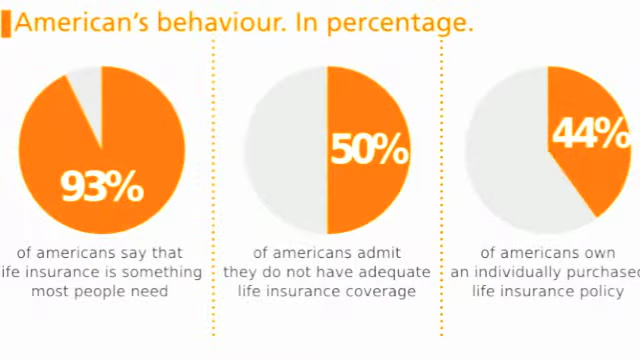 American's behaviour. In percentage.
93%
of americans say that
life insurance is something
most people need
50%
of americans admit
they do not have adequate
life insurance coverage
44%
of americans own
an individually purchased
life insurance policy